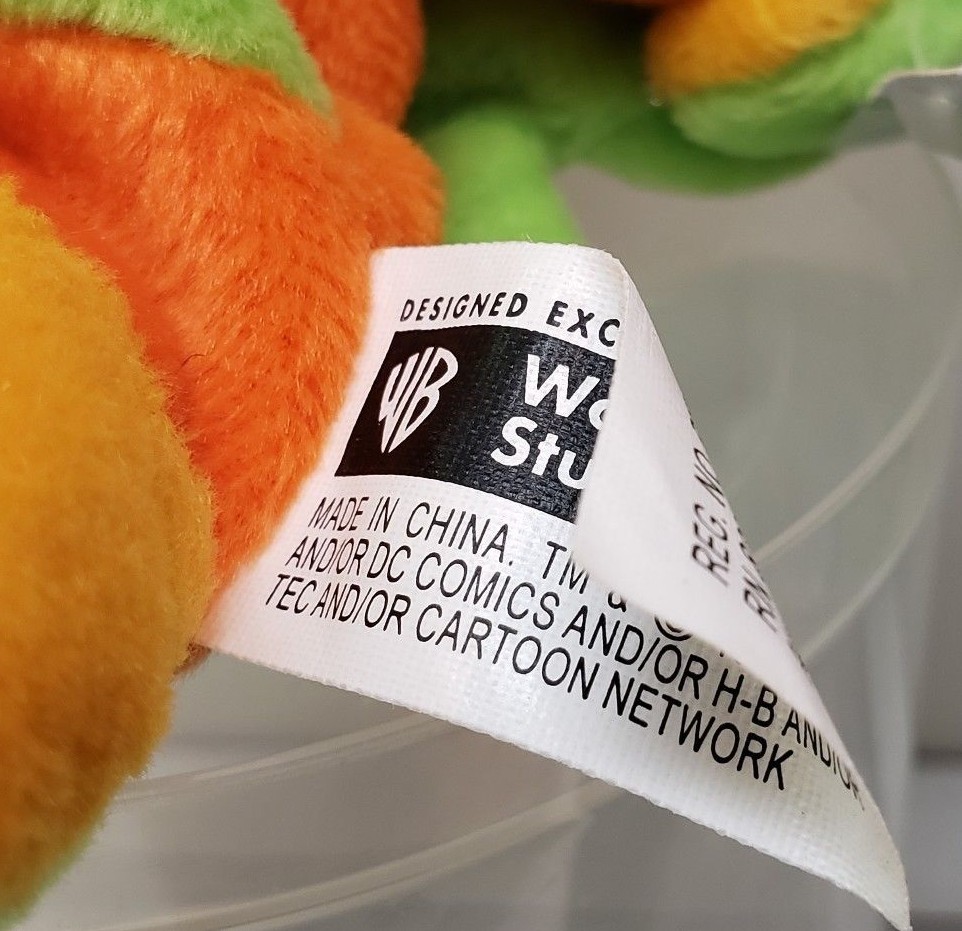 DESIGNED EXC
WB
Wa
Stu
MADE IN CHINA. TM &
AND/OR DC COMICS AND/OR H-B AND/OR
TEC AND/OR CARTOON NETWORK
REG. NO.